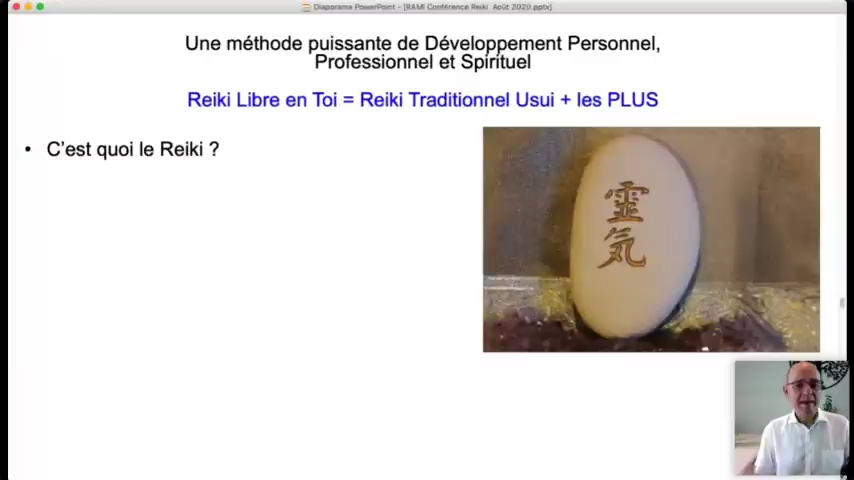 Diaporama PowerPoint - [RAMI Conférence Reiki Août 2020.pptx]
Une méthode puissante de Développement Personnel,
Professionnel et Spirituel
Reiki Libre en Toi = Reiki Traditionnel Usui + les PLUS
• C'est quoi le Reiki ?
靈
気